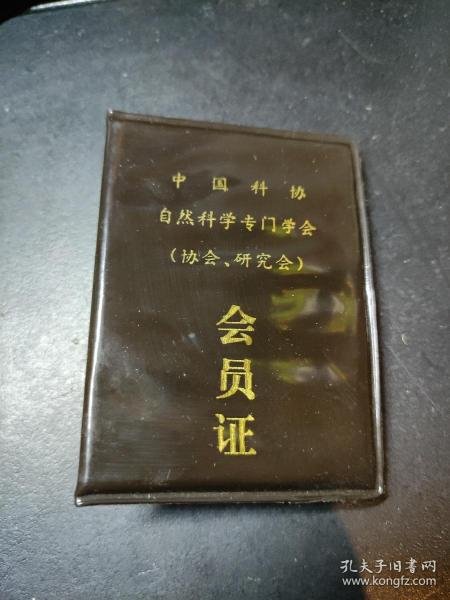 中国科协
自然科学专门学会
（协会、研究会）
会员证
孔夫子旧书网
www.kongfz.com